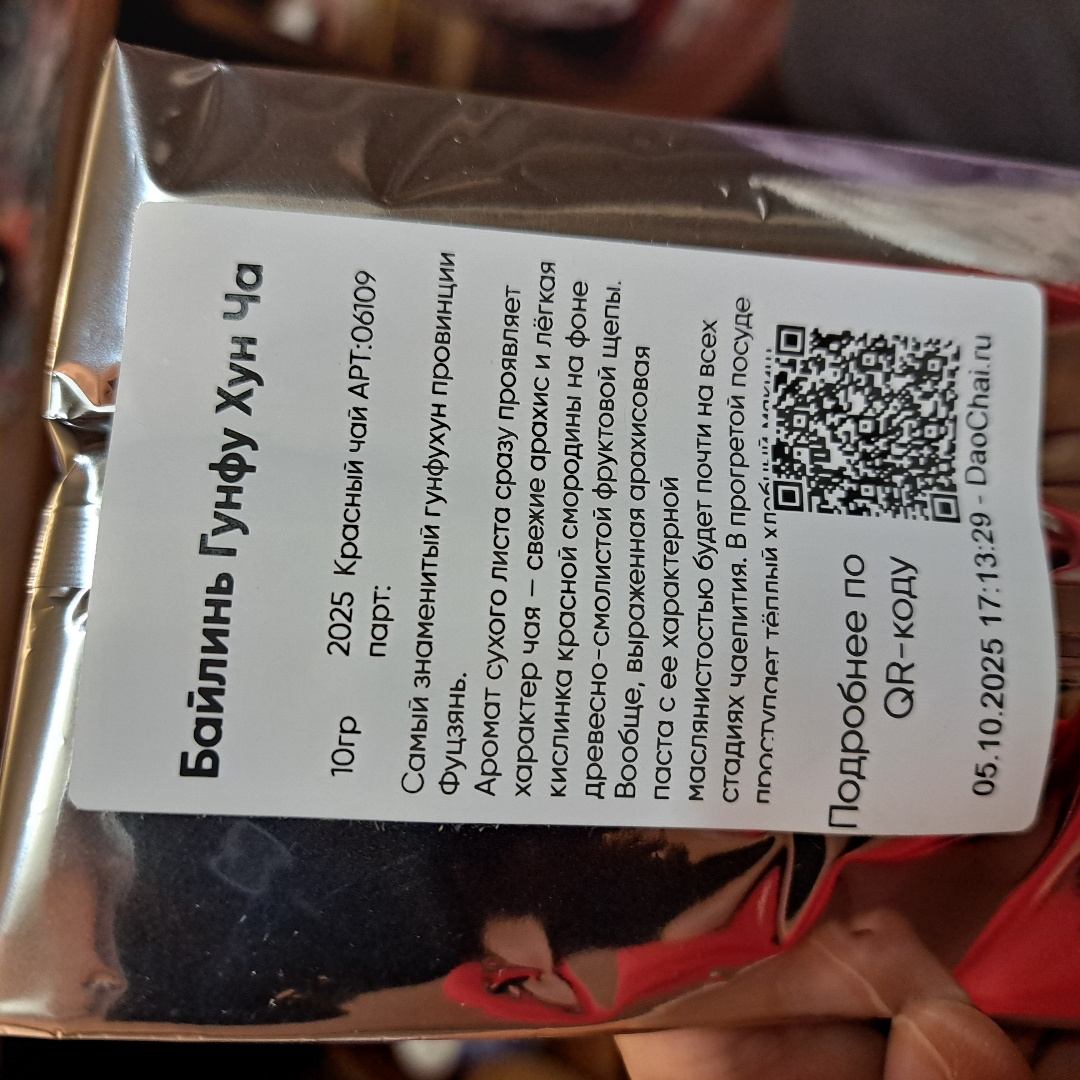 Байлинь Гунфу Хун Ча
10гр 2025 Красный чай АРТ:06109
парт:
Самый знаменитый гунфухун провинции
Фуцзянь.
Аромат сухого листа сразу проявляет
характер чая – свежие арахис и лёгкая
кислинка красной смородины на фоне
древесно-смолистой фруктовой щепы.
Вообще, выраженная арахисовая
паста с ее характерной
маслянистостью будет почти на всех
стадиях чаепития. В прогретой посуде
проступает тёплый
Подробнее по
QR-коду
05.10.2025 17:13:29 - DaoChai.ru